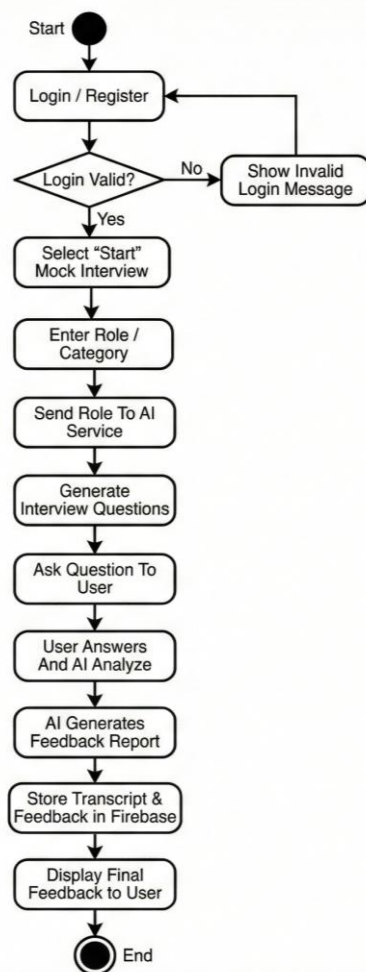 Start
Login / Register
Login Valid?
No
Show Invalid
Login Message
Yes
Select “Start”
Mock Interview
Enter Role /
Category
Send Role To AI
Service
Generate
Interview Questions
Ask Question To
User
User Answers
And AI Analyze
AI Generates
Feedback Report
Store Transcript &
Feedback in Firebase
Display Final
Feedback to User
End